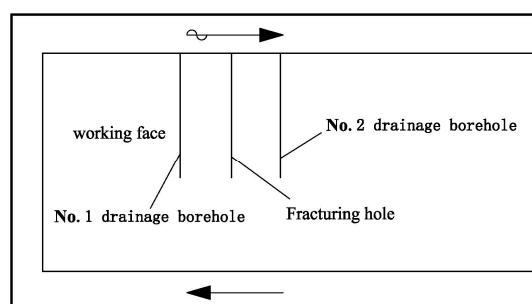 working face
No. 2 drainage borehole
No. 1 drainage borehole
Fracturing hole